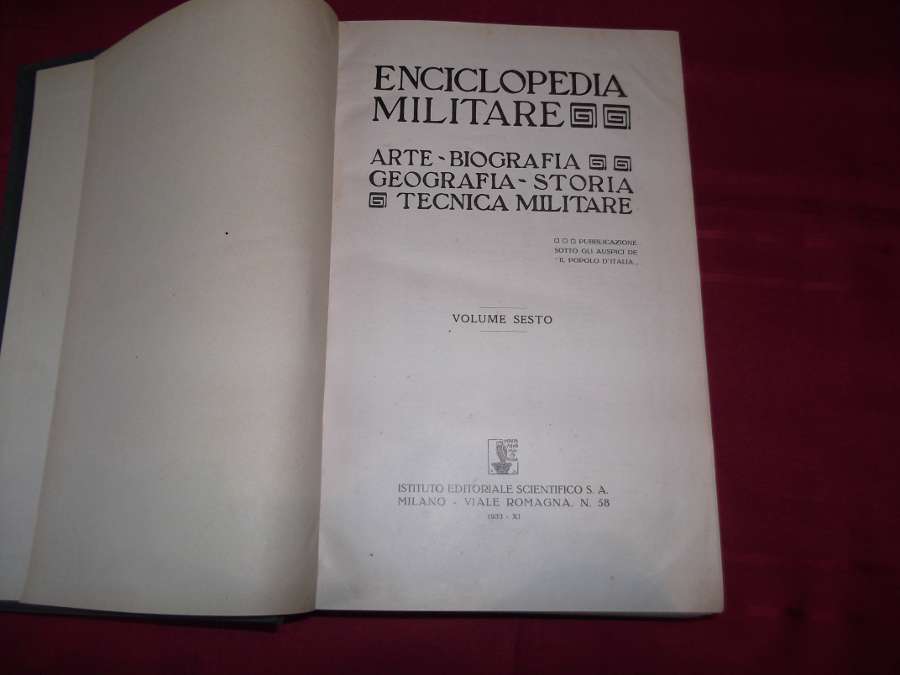 ENCICLOPEDIA
MILITARE
ARTE - BIOGRAFIA
GEOGRAFIA - STORIA
TECNICA MILITARE
PUBBLICAZIONE
SOTTO GLI AUSPICI DE
"IL POPOLO D'ITALIA„
VOLUME SESTO
ISTITUTO EDITORIALE SCIENTIFICO S. A.
MILANO - VIALE ROMAGNA, N. 58
1933 - XI